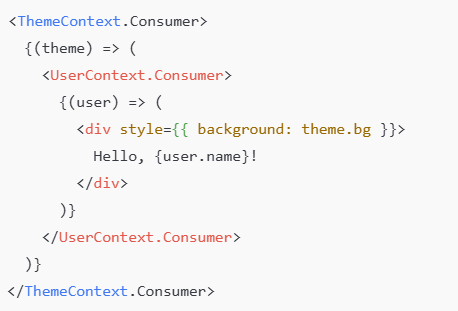 <ThemeContext.Consumer>
  {(theme) => (
    <UserContext.Consumer>
      {(user) => (
        <div style={{ background: theme.bg }}>
          Hello, {user.name}!
        </div>
      )}
    </UserContext.Consumer>
  )}
</ThemeContext.Consumer>